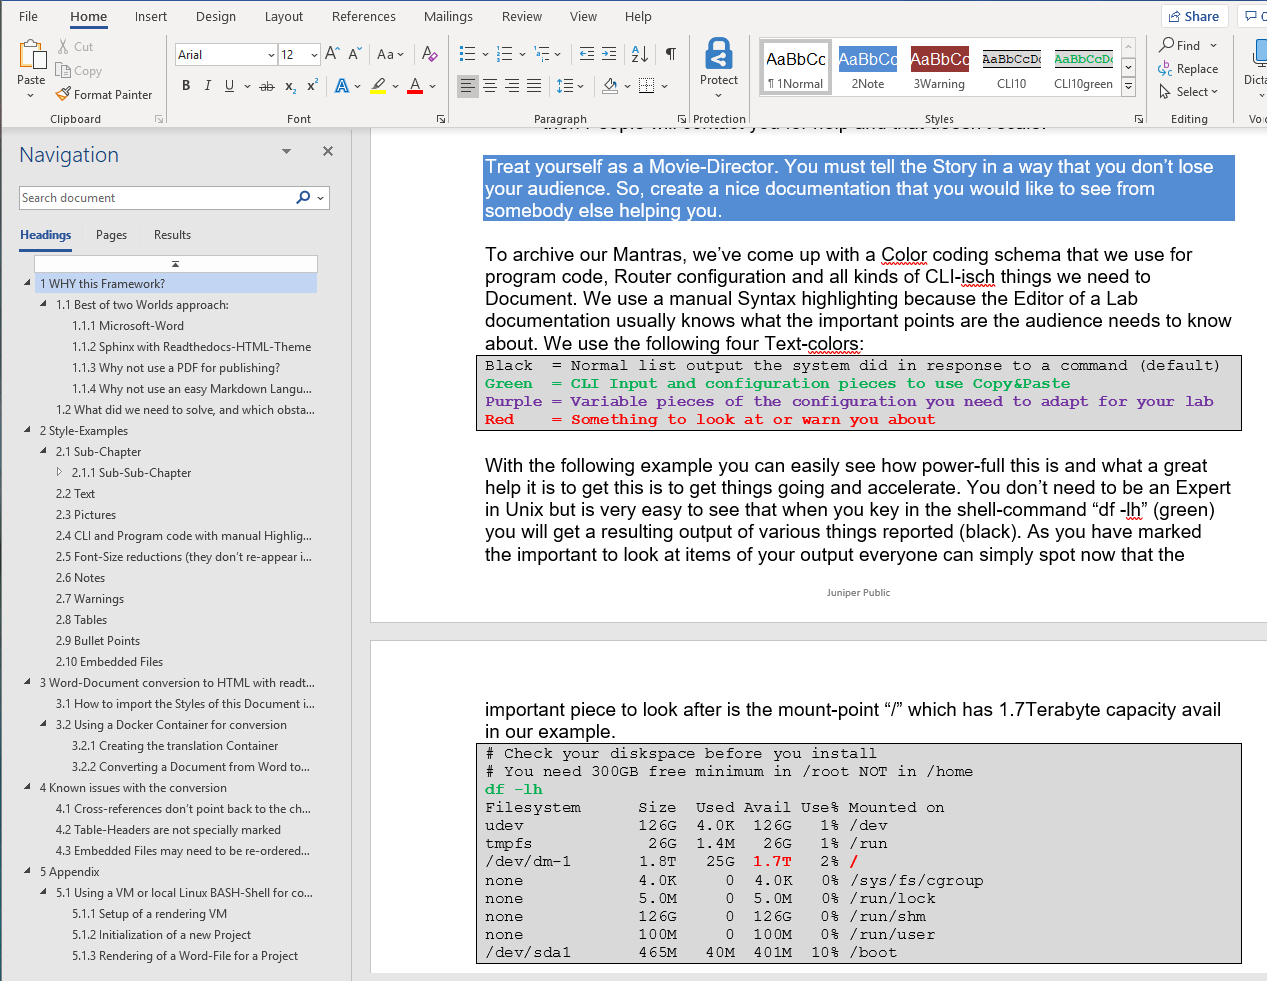 File Home Insert Design Layout References Mailings Review View Help Share
Arial 12 Aa
Cut
Copy
Paste
Format Painter
B I U ab x₂ x² A A
AaBbCc AaBbCc AaBbCc AaBbCcDc AaBbCcDc
¶ 1Normal 2Note 3Warning CLI10 CLI10green
Protect
Find
Replace
Select
Dicta
Clipboard Font Paragraph Protection Styles Editing Voi
Navigation
Search document
Headings Pages Results
1 WHY this Framework?
1.1 Best of two Worlds approach:
1.1.1 Microsoft-Word
1.1.2 Sphinx with Readthedocs-HTML-Theme
1.1.3 Why not use a PDF for publishing?
1.1.4 Why not use an easy Markdown Langu...
1.2 What did we need to solve, and which obsta...
2 Style-Examples
2.1 Sub-Chapter
2.1.1 Sub-Sub-Chapter
2.2 Text
2.3 Pictures
2.4 CLI and Program code with manual Highlig...
2.5 Font-Size reductions (they don't re-appear i...
2.6 Notes
2.7 Warnings
2.8 Tables
2.9 Bullet Points
2.10 Embedded Files
3 Word-Document conversion to HTML with readt...
3.1 How to import the Styles of this Document i...
3.2 Using a Docker Container for conversion
3.2.1 Creating the translation Container
3.2.2 Converting a Document from Word to...
4 Known issues with the conversion
4.1 Cross-references don't point back to the ch...
4.2 Table-Headers are not specially marked
4.3 Embedded Files may need to be re-ordered...
5 Appendix
5.1 Using a VM or local Linux BASH-Shell for co...
5.1.1 Setup of a rendering VM
5.1.2 Initialization of a new Project
5.1.3 Rendering of a Word-File for a Project
Treat yourself as a Movie-Director. You must tell the Story in a way that you don't lose
your audience. So, create a nice documentation that you would like to see from
somebody else helping you.
To archive our Mantras, we've come up with a Color coding schema that we use for
program code, Router configuration and all kinds of CLI-isch things we need to
Document. We use a manual Syntax highlighting because the Editor of a Lab
documentation usually knows what the important points are the audience needs to know
about. We use the following four Text-colors:
Black = Normal list output the system did in response to a command (default)
Green = CLI Input and configuration pieces to use Copy&Paste
Purple = Variable pieces of the configuration you need to adapt for your lab
Red = Something to look at or warn you about
With the following example you can easily see how power-full this is and what a great
help it is to get this is to get things going and accelerate. You don't need to be an Expert
in Unix but is very easy to see that when you key in the shell-command “df -lh” (green)
you will get a resulting output of various things reported (black). As you have marked
the important to look at items of your output everyone can simply spot now that the
Juniper Public
important piece to look after is the mount-point “/” which has 1.7Terabyte capacity avail
in our example.
# Check your diskspace before you install
# You need 300GB free minimum in /root NOT in /home
df -lh
Filesystem Size Used Avail Use% Mounted on
udev 126G 4.0K 126G 1% /dev
tmpfs 26G 1.4M 26G 1% /run
/dev/dm-1 1.8T 25G 1.7T 2% /
none 4.0K 0 4.0K 0% /sys/fs/cgroup
none 5.0M 0 5.0M 0% /run/lock
none 126G 0 126G 0% /run/shm
none 100M 0 100M 0% /run/user
/dev/sda1 465M 40M 401M 10% /boot